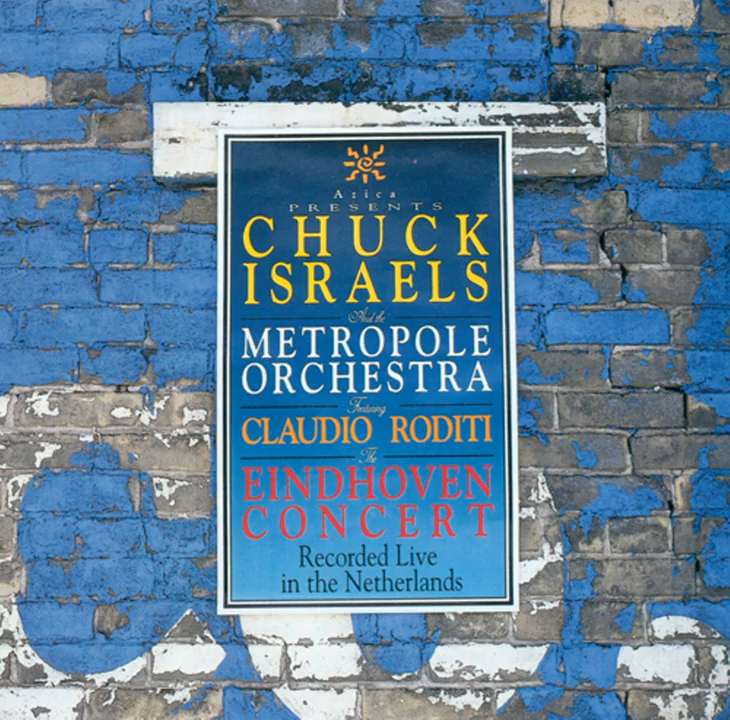 Azica
PRESENTS
CHUCK
ISRAELS
And the
METROPOLE
ORCHESTRA
Featuring
CLAUDIO RODITI
The
EINDHOVEN
CONCERT
Recorded Live
in the Netherlands